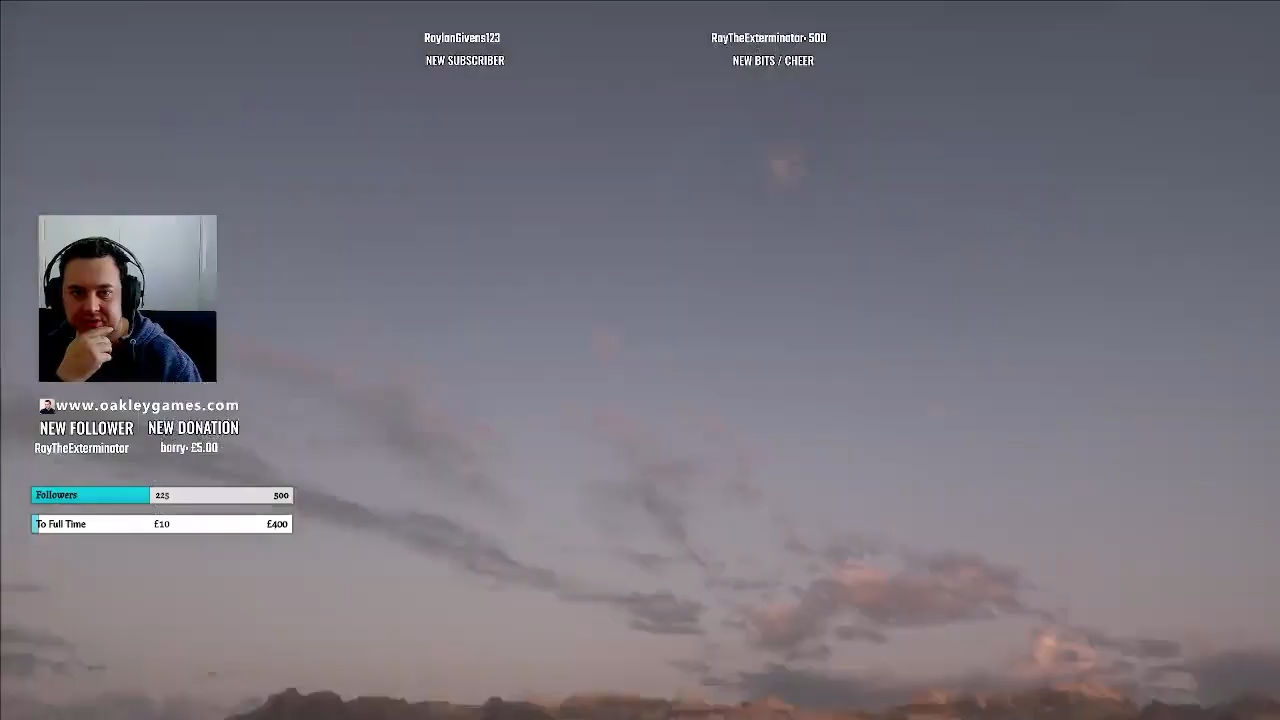 RaylanGivens123
RayTheExterminator• 500
NEW SUBSCRIBER
NEW BITS / CHEER
www.oakleygames.com
NEW FOLLOWER
NEW DONATION
RayTheExterminator
barry• £5.00
Followers 225 500
To Full Time £10 £400